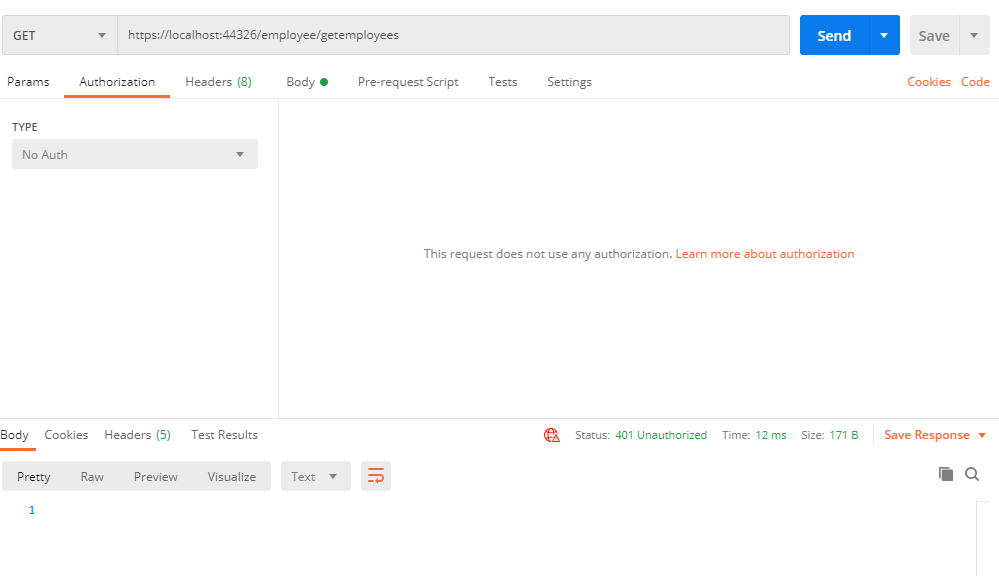 GET https://localhost:44326/employee/getemployees Send Save
Params Authorization Headers (8) Body Pre-request Script Tests Settings Cookies Code
TYPE
No Auth
This request does not use any authorization. Learn more about authorization
Body Cookies Headers (5) Test Results Status: 401 Unauthorized Time: 12 ms Size: 171 B Save Response
Pretty Raw Preview Visualize Text
1